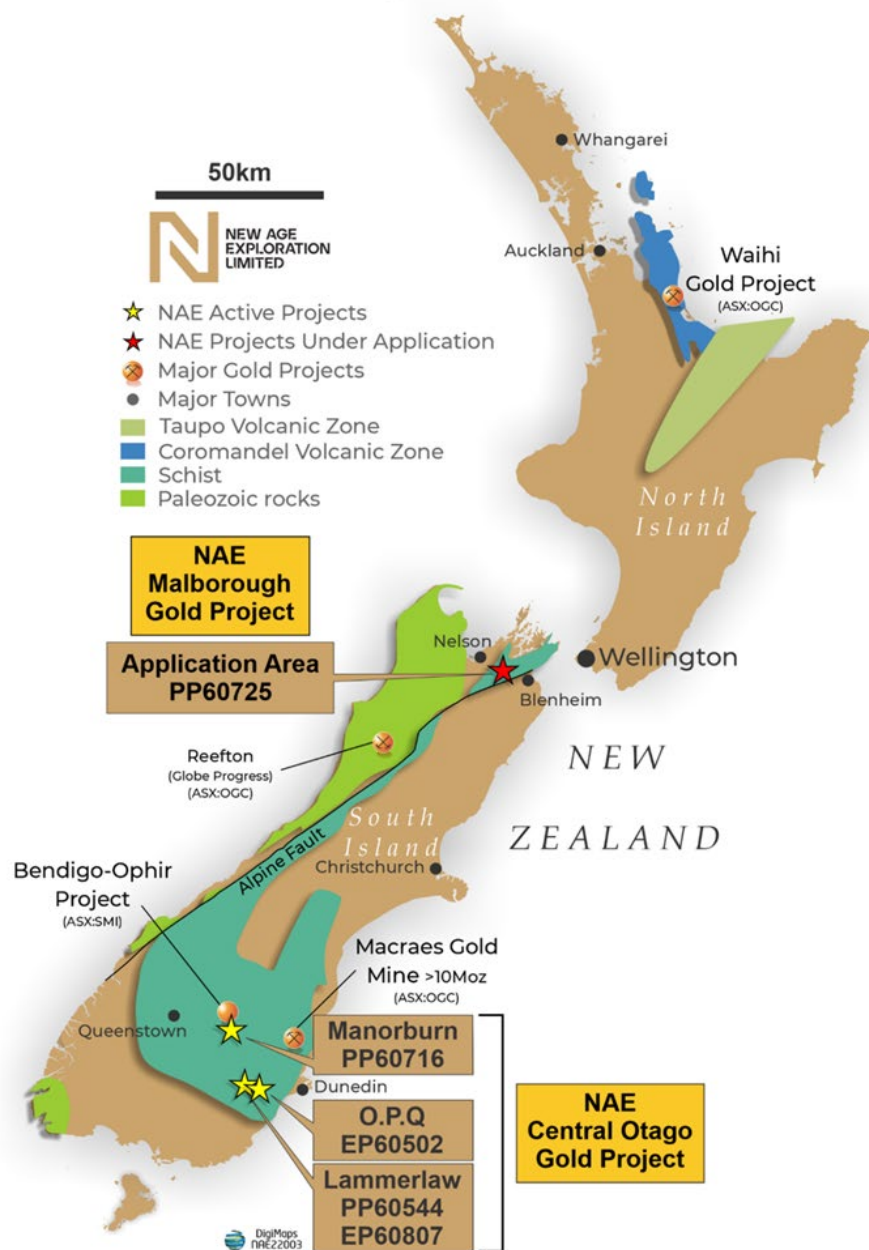 Whangarei
50km
NEW AGE
EXPLORATION
LIMITED
Auckland
Waihi
Gold Project
(ASX:OGC)
NAE Active Projects
NAE Projects Under Application
Major Gold Projects
Major Towns
Taupo Volcanic Zone
Coromandel Volcanic Zone
Schist
Paleozoic rocks
North
Island
NAE
Malborough
Gold Project
Application Area
PP60725
Nelson
Wellington
Blenheim
Reefton
(Globe Progress)
(ASX:OGC)
NEW
ZEALAND
South
Island
Alpine Fault
Christchurch
Bendigo-Ophir
Project
(ASX:SMI)
Macraes Gold
Mine >10Moz
(ASX:OGC)
Queenstown
Manorburn
PP60716
Dunedin
O.P.Q
EP60502
Lammerlaw
PP60544
EP60807
NAE
Central Otago
Gold Project
DigiMaps
NAE22003